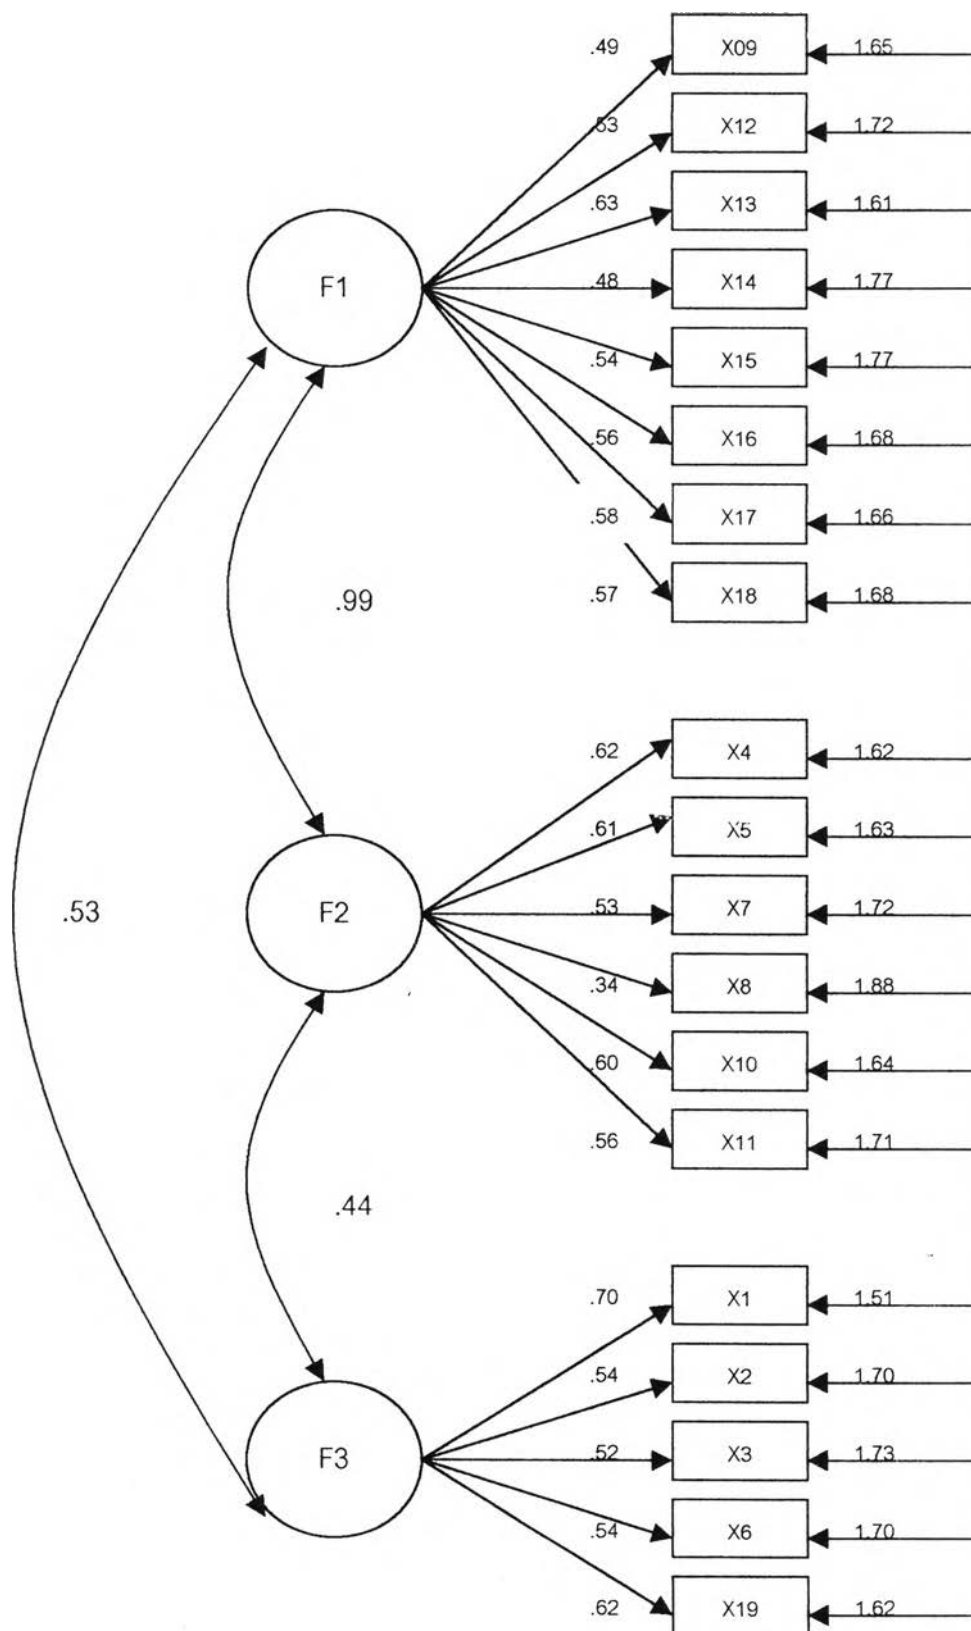 .49 X09 1.65
.53 X12 1.72
.63 X13 1.61
F1 .48 X14 1.77
.54 X15 1.77
.56 X16 1.68
.58 X17 1.66
.99 .57 X18 1.68
.62 X4 1.62
.61 X5 1.63
.53 F2 .53 X7 1.72
.34 X8 1.88
.60 X10 1.64
.56 X11 1.71
.44
.70 X1 1.51
.54 X2 1.70
F3 .52 X3 1.73
.54 X6 1.70
.62 X19 1.62